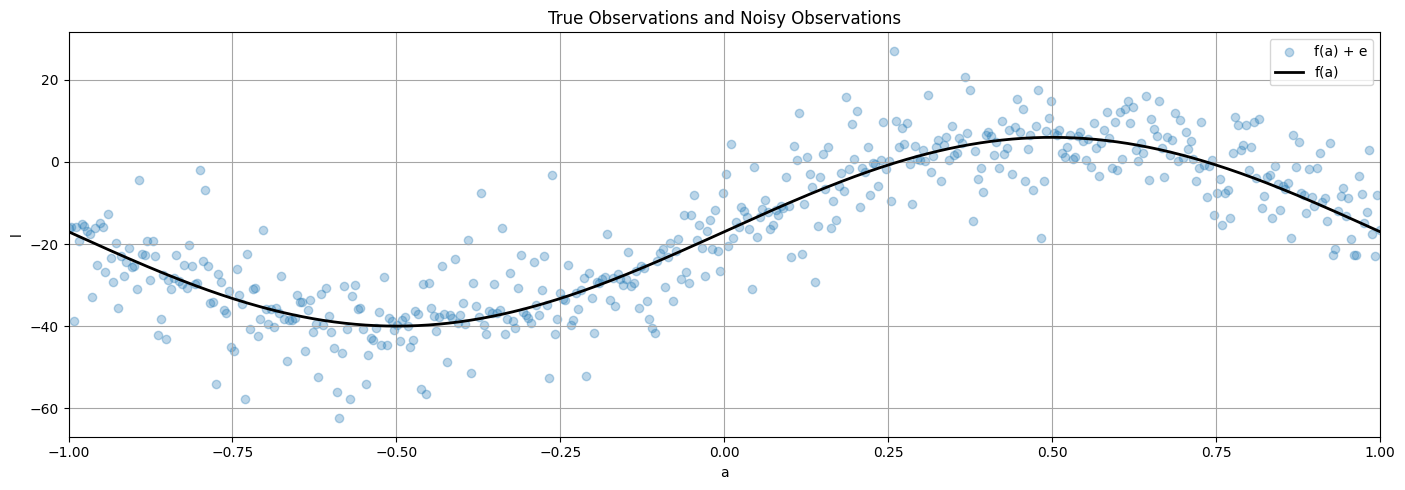 True Observations and Noisy Observations
f(a) + e
f(a)
20
0
−20
−40
−60
l
−1.00 −0.75 −0.50 −0.25 0.00 0.25 0.50 0.75 1.00
a